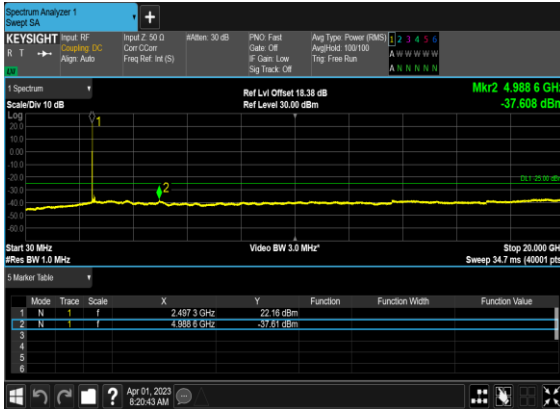 Spectrum Analyzer 1
Swept SA
+
KEYSIGHT
R T
Input: RF
Coupling: DC
Align: Auto
Input Z: 50 Ω
Corr CCorr
Freq Ref: Int (S)
#Atten: 30 dB
PNO: Fast
Gate: Off
IF Gain: Low
Sig Track: Off
Avg Type: Power (RMS)
Avg|Hold: 100/100
Trig: Free Run
1 2 3 4 5 6
A W W W W W
A N N N N N
1 Spectrum
Scale/Div 10 dB
Log
Ref Lvl Offset 18.38 dB
Ref Level 30.00 dBm
Mkr2 4.988 6 GHz
-37.608 dBm
20.0
10.0
0.00
-10.0
-20.0
-30.0
-40.0
-50.0
-60.0
1
2
Start 30 MHz
#Res BW 1.0 MHz
Video BW 3.0 MHz*
Stop 20.000 GH
Sweep 34.7 ms (40001 pts
5 Marker Table
Mode Trace Scale X Y Function Function Width Function Value
1 N 1 f 2.497 3 GHz 22.16 dBm
2 N 1 f 4.988 6 GHz -37.61 dBm
3
4
5
6
?
Apr 01, 2023
8:20:43 AM